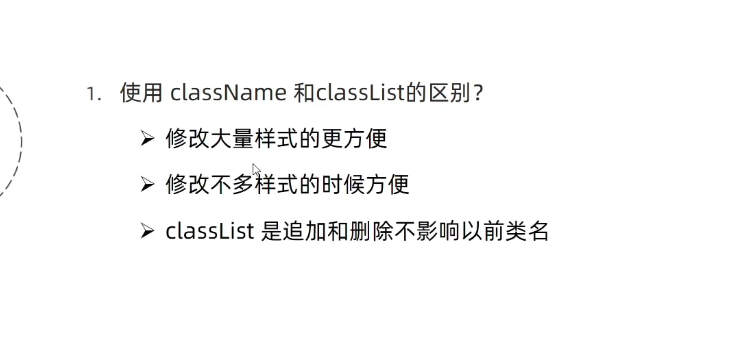 1. 使用 className 和classList的区别？
➢ 修改大量样式的更方便
➢ 修改不多样式的时候方便
➢ classList 是追加和删除不影响以前类名